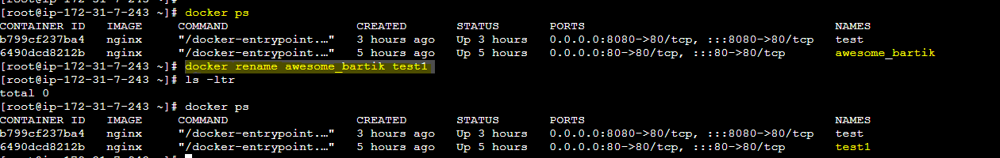 [root@ip-172-31-7-243 ~]# docker ps
CONTAINER ID   IMAGE     COMMAND                  CREATED       STATUS       PORTS                                   NAMES
b799cf237ba4   nginx     "/docker-entrypoint.…"   3 hours ago   Up 3 hours   0.0.0.0:8080->80/tcp, :::8080->80/tcp   test
6490dcd8212b   nginx     "/docker-entrypoint.…"   5 hours ago   Up 5 hours   0.0.0.0:80->80/tcp, :::80->80/tcp       awesome_bartik
[root@ip-172-31-7-243 ~]# docker rename awesome_bartik test1
[root@ip-172-31-7-243 ~]# ls -ltr
total 0
[root@ip-172-31-7-243 ~]# docker ps
CONTAINER ID   IMAGE     COMMAND                  CREATED       STATUS       PORTS                                   NAMES
b799cf237ba4   nginx     "/docker-entrypoint.…"   3 hours ago   Up 3 hours   0.0.0.0:8080->80/tcp, :::8080->80/tcp   test
6490dcd8212b   nginx     "/docker-entrypoint.…"   5 hours ago   Up 5 hours   0.0.0.0:80->80/tcp, :::80->80/tcp       test1